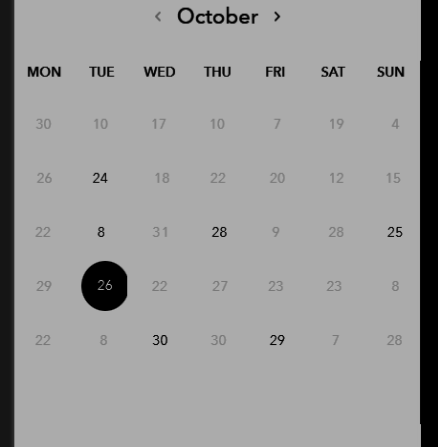 ‹ October ›
MON TUE WED THU FRI SAT SUN
30 10 17 10 7 19 4
26 24 18 22 20 12 15
22 8 31 28 9 28 25
29 26 22 27 23 23 8
22 8 30 30 29 7 28